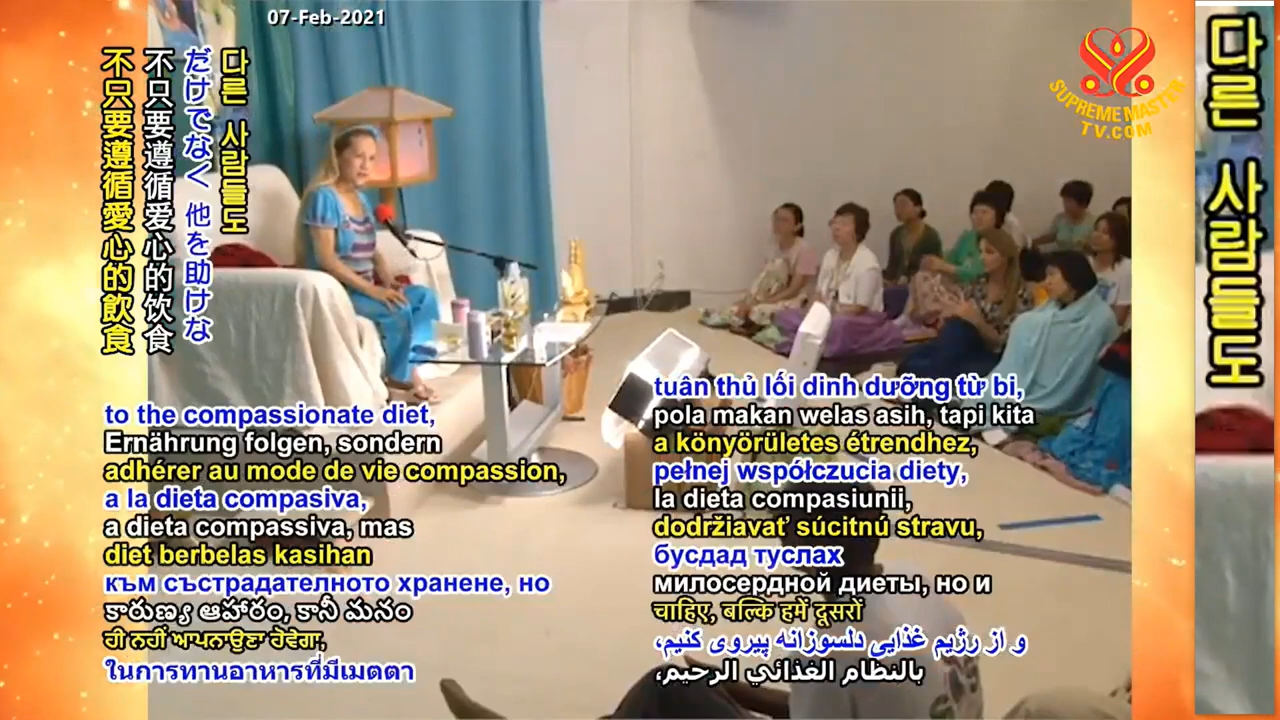 07-Feb-2021
SUPREME MASTER
TV.COM
다른 사람들도
다른 사람들도
だけでなく 他を助けな
不只要遵循爱心的饮食
不只要遵循愛心的飲食
to the compassionate diet,
Ernährung folgen, sondern
adhérer au mode de vie compassion,
a la dieta compasiva,
a dieta compassiva, mas
diet berbelas kasihan
към състрадателното хранене, но
కారుణ్య ఆహారం, కానీ మనం
ਹੀ ਨਹੀਂ ਅਪਨਾਉਣਾ ਹੋਵੇਗਾ,
ในการทานอาหารที่มีเมตตา
tuân thủ lối dinh dưỡng từ bi,
pola makan welas asih, tapi kita
a könyörületes étrendhez,
pełnej współczucia diety,
la dieta compasiunii,
dodržiavať súcitnú stravu,
бусдад туслах
милосердной диеты, но и
चाहिए, बल्कि हमें दूसरों
و از رژیم غذایی دلسوزانه پیروی کنیم،
بالنظام الغذائي الرحيم،